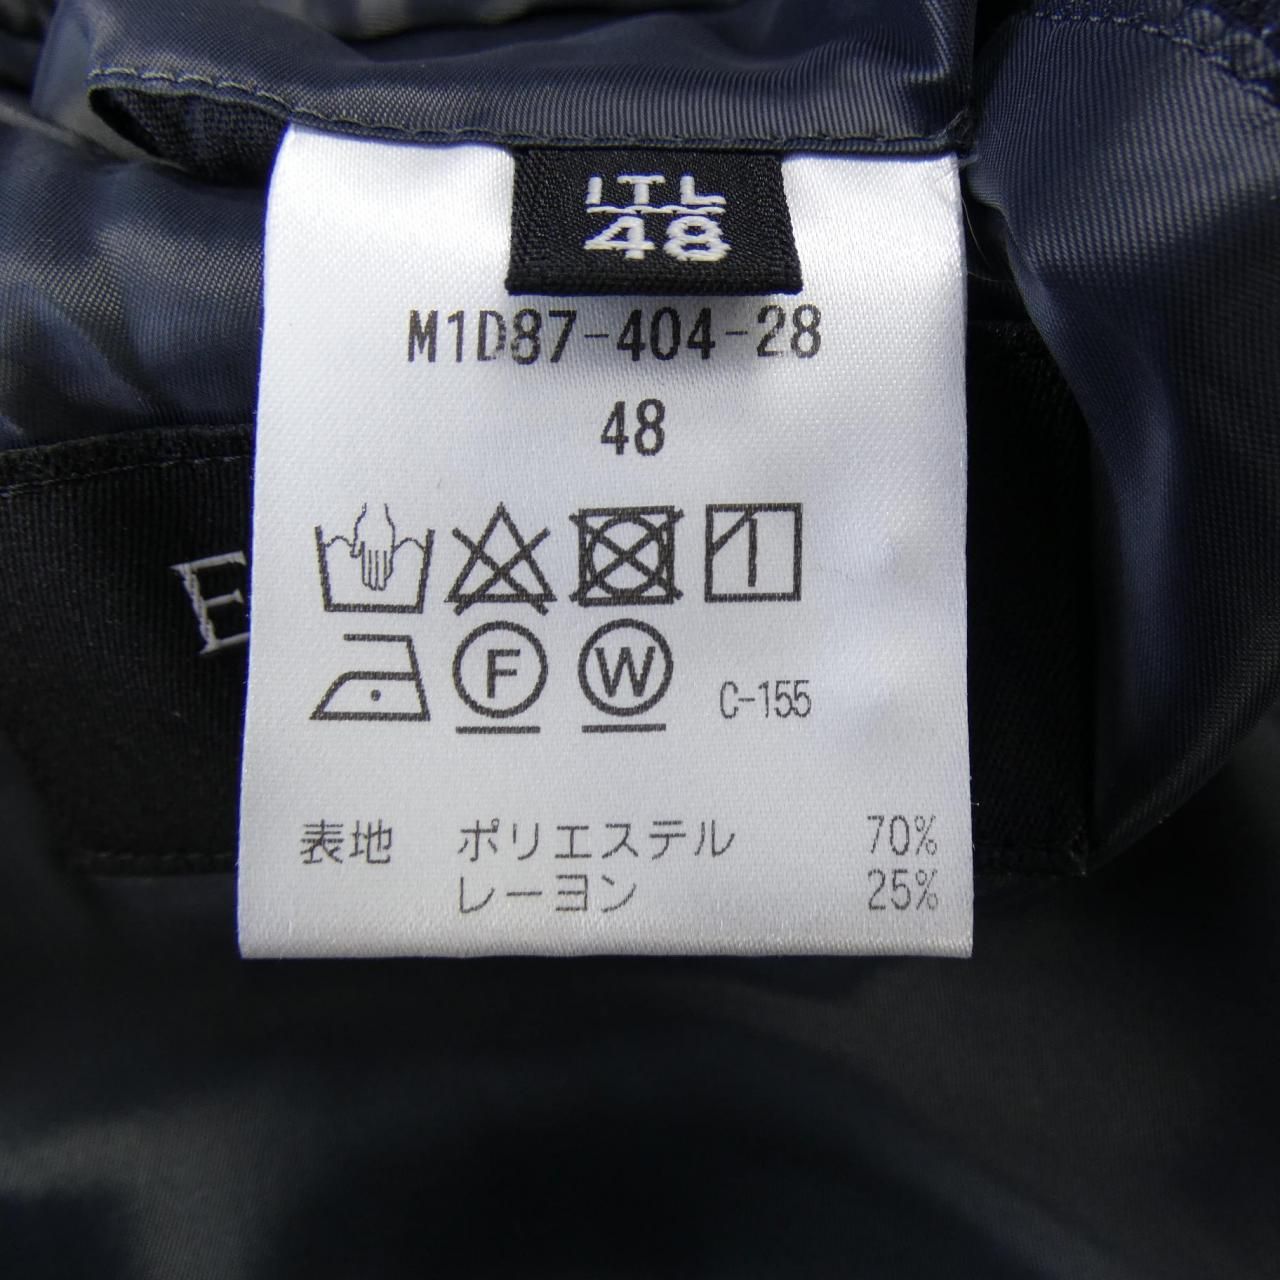 ITL
48
M1D87-404-28
48
F W C-155
表地 ポリエステル 70%
レーヨン 25%
E